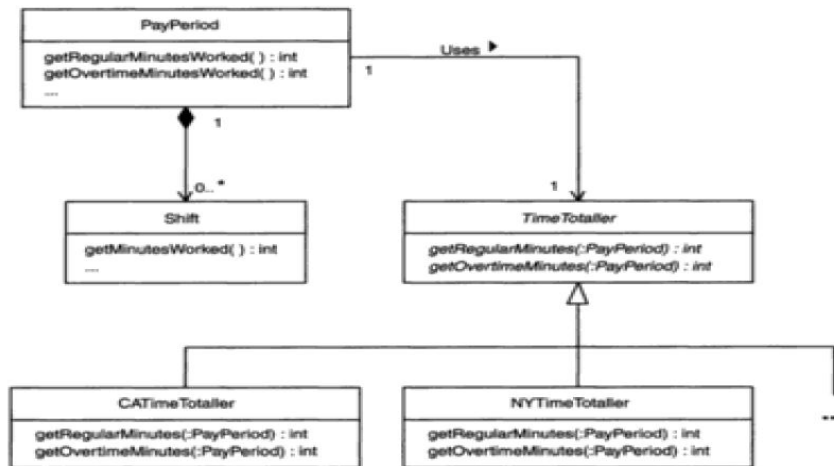 PayPeriod
getRegularMinutesWorked( ) : int
getOvertimeMinutesWorked( ) : int
....
Uses
1
1
0..*
1
Shift
getMinutesWorked( ) : int
...
TimeTotaller
getRegularMinutes(:PayPeriod) : int
getOvertimeMinutes(:PayPeriod) : int
CATimeTotaller
getRegularMinutes(:PayPeriod) : int
getOvertimeMinutes(:PayPeriod) : int
NYTimeTotaller
getRegularMinutes(:PayPeriod) : int
getOvertimeMinutes(:PayPeriod) : int